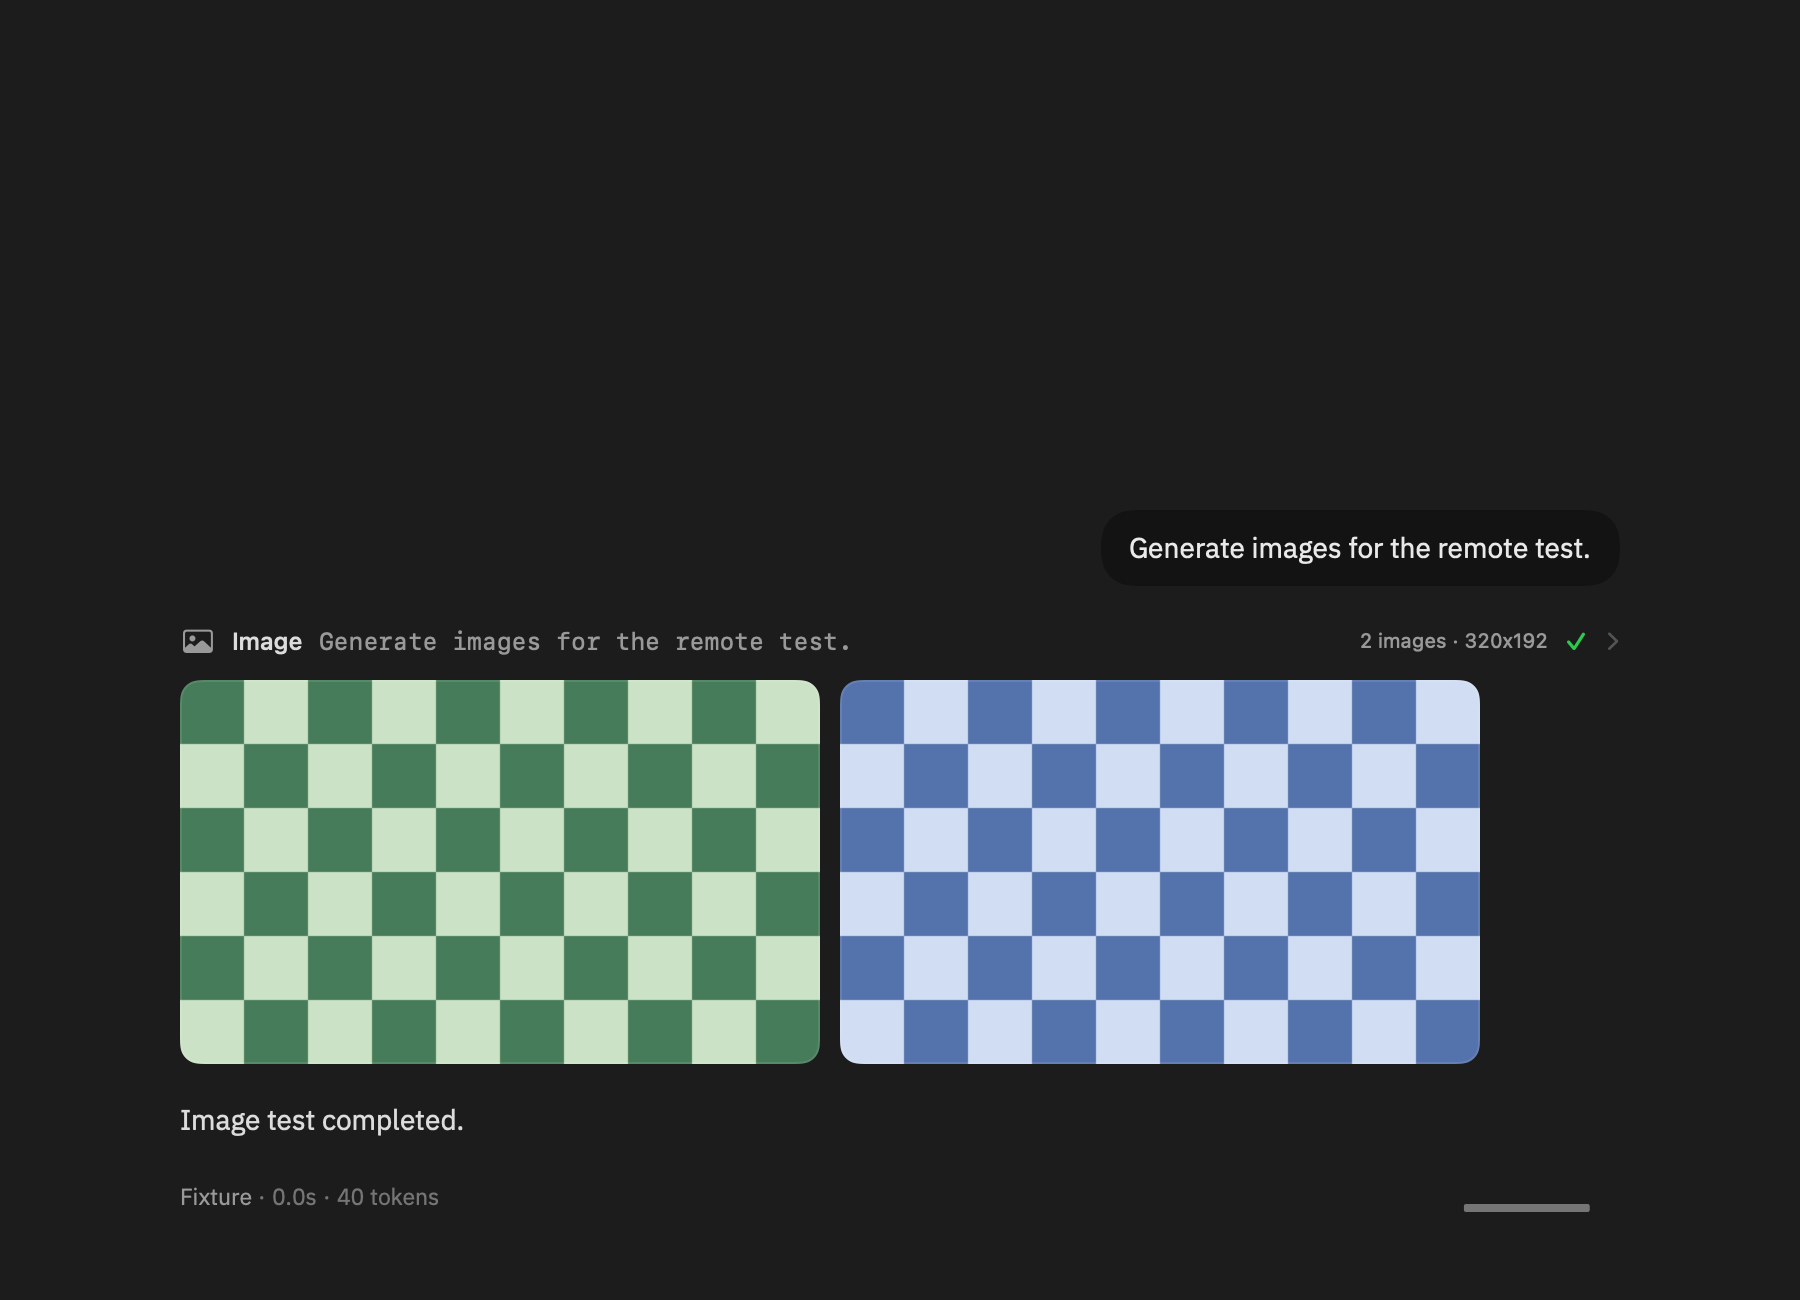 Generate images for the remote test.
Image Generate images for the remote test. 2 images · 320x192
Image test completed.
Fixture · 0.0s · 40 tokens